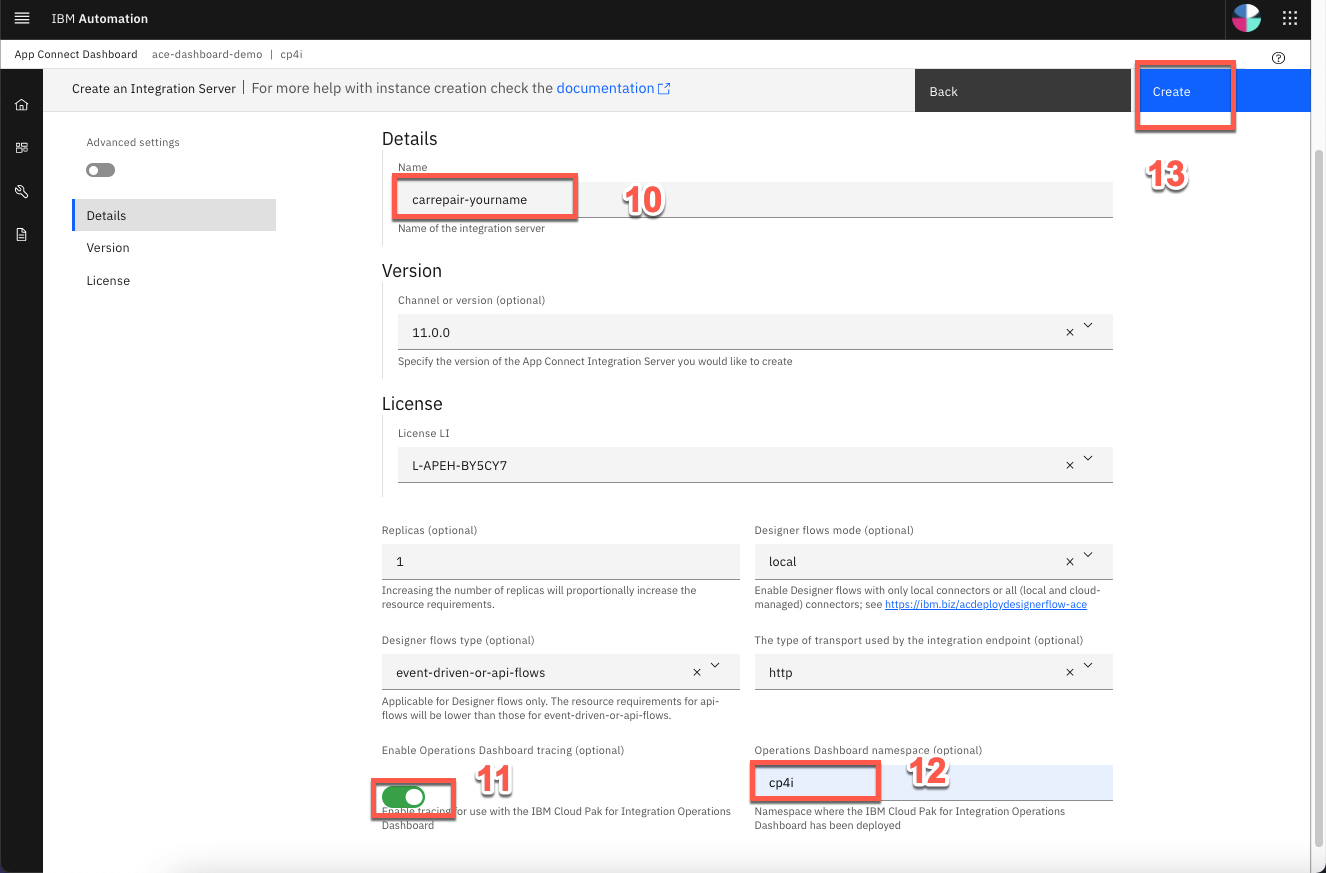 IBM Automation
App Connect Dashboard ace-dashboard-demo | cp4i
Create an Integration Server | For more help with instance creation check the documentation
Back
Create
13
Advanced settings
Details
Version
License
Details
Name
carrepair-yourname
10
Name of the integration server
Version
Channel or version (optional)
11.0.0
Specify the version of the App Connect Integration Server you would like to create
License
License LI
L-APEH-BY5CY7
Replicas (optional)
1
Increasing the number of replicas will proportionally increase the
resource requirements.
Designer flows mode (optional)
local
Enable Designer flows with only local connectors or all (local and cloud-
managed) connectors; see https://ibm.biz/acdeploydesignerflow-ace
Designer flows type (optional)
event-driven-or-api-flows
Applicable for Designer flows only. The resource requirements for api-
flows will be lower than those for event-driven-or-api-flows.
The type of transport used by the integration endpoint (optional)
http
Enable Operations Dashboard tracing (optional)
11
Enable tracing for use with the IBM Cloud Pak for Integration Operations
Dashboard
Operations Dashboard namespace (optional)
12
cp4i
Namespace where the IBM Cloud Pak for Integration Operations
Dashboard has been deployed